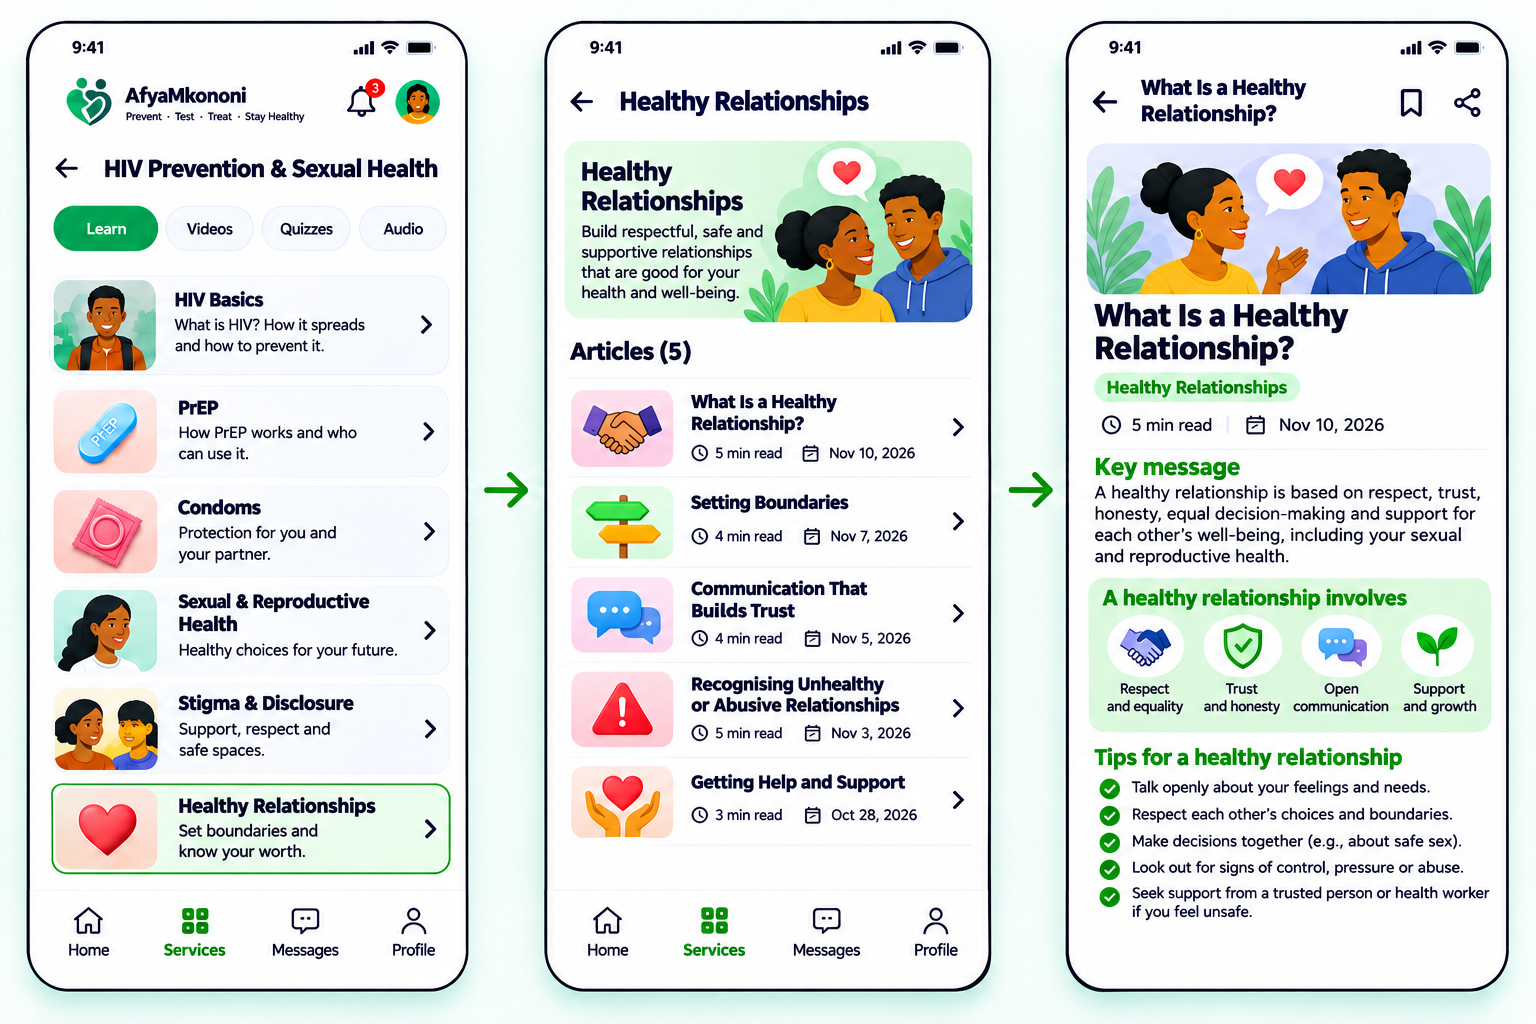 9:41
AfyaMkononi
Prevent · Test · Treat · Stay Healthy
3
HIV Prevention & Sexual Health
Learn
Videos
Quizzes
Audio
HIV Basics
What is HIV? How it spreads
and how to prevent it.
PrEP
PrEP
How PrEP works and who
can use it.
Condoms
Protection for you and
your partner.
Sexual & Reproductive
Health
Healthy choices for your future.
Stigma & Disclosure
Support, respect and
safe spaces.
Healthy Relationships
Set boundaries and
know your worth.
Home
Services
Messages
Profile
9:41
Healthy Relationships
Healthy
Relationships
Build respectful, safe and
supportive relationships
that are good for your
health and well-being.
Articles (5)
What Is a Healthy
Relationship?
5 min read
Nov 10, 2026
Setting Boundaries
4 min read
Nov 7, 2026
Communication That
Builds Trust
4 min read
Nov 5, 2026
Recognising Unhealthy
or Abusive Relationships
5 min read
Nov 3, 2026
Getting Help and Support
3 min read
Oct 28, 2026
Home
Services
Messages
Profile
9:41
What Is a Healthy
Relationship?
What Is a Healthy
Relationship?
Healthy Relationships
5 min read
Nov 10, 2026
Key message
A healthy relationship is based on respect, trust,
honesty, equal decision-making and support for
each other's well-being, including your sexual
and reproductive health.
A healthy relationship involves
Respect
and equality
Trust
and honesty
Open
communication
Support
and growth
Tips for a healthy relationship
Talk openly about your feelings and needs.
Respect each other's choices and boundaries.
Make decisions together (e.g., about safe sex).
Look out for signs of control, pressure or abuse.
Seek support from a trusted person or health worker
if you feel unsafe.